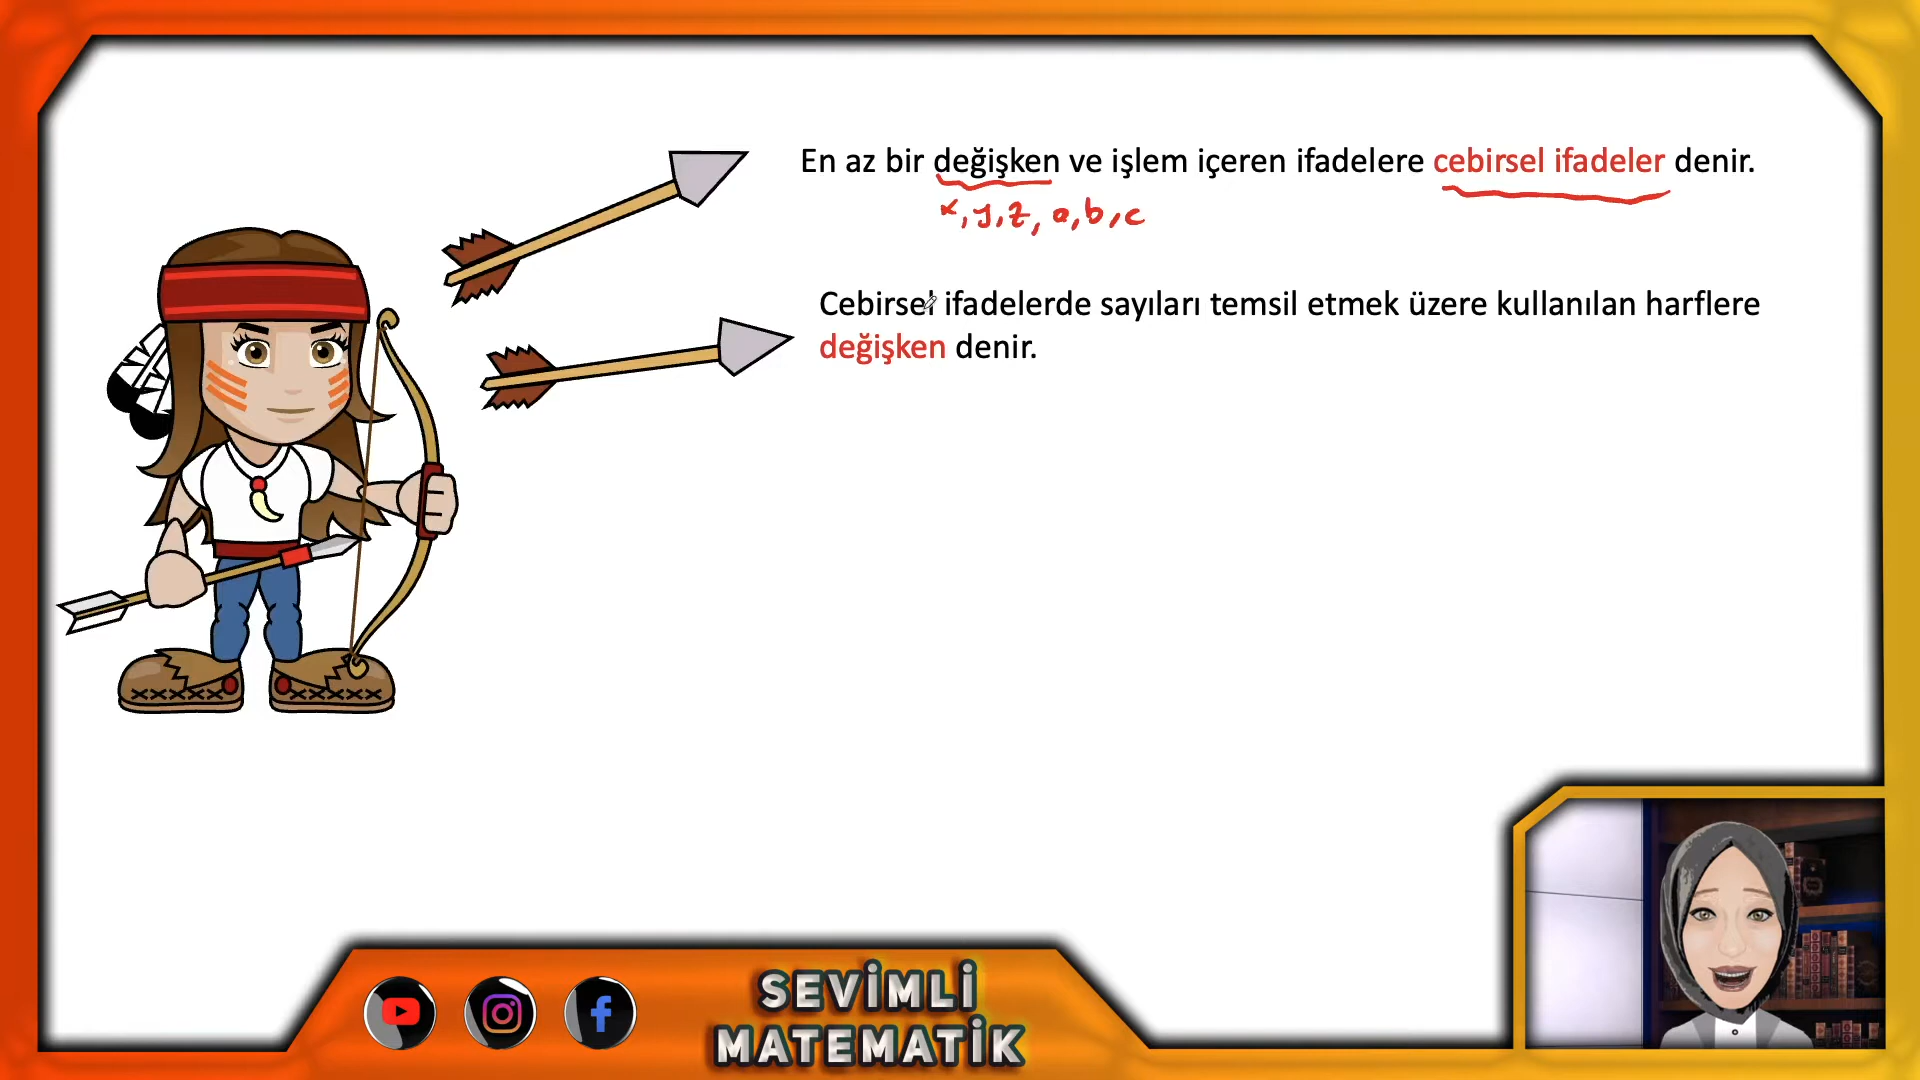 En az bir değişken ve işlem içeren ifadelere cebirsel ifadeler denir.
x, y, z, a, b, c
Cebirsel ifadelerde sayıları temsil etmek üzere kullanılan harflere
değişken denir.
SEVİMLİ
MATEMATİK